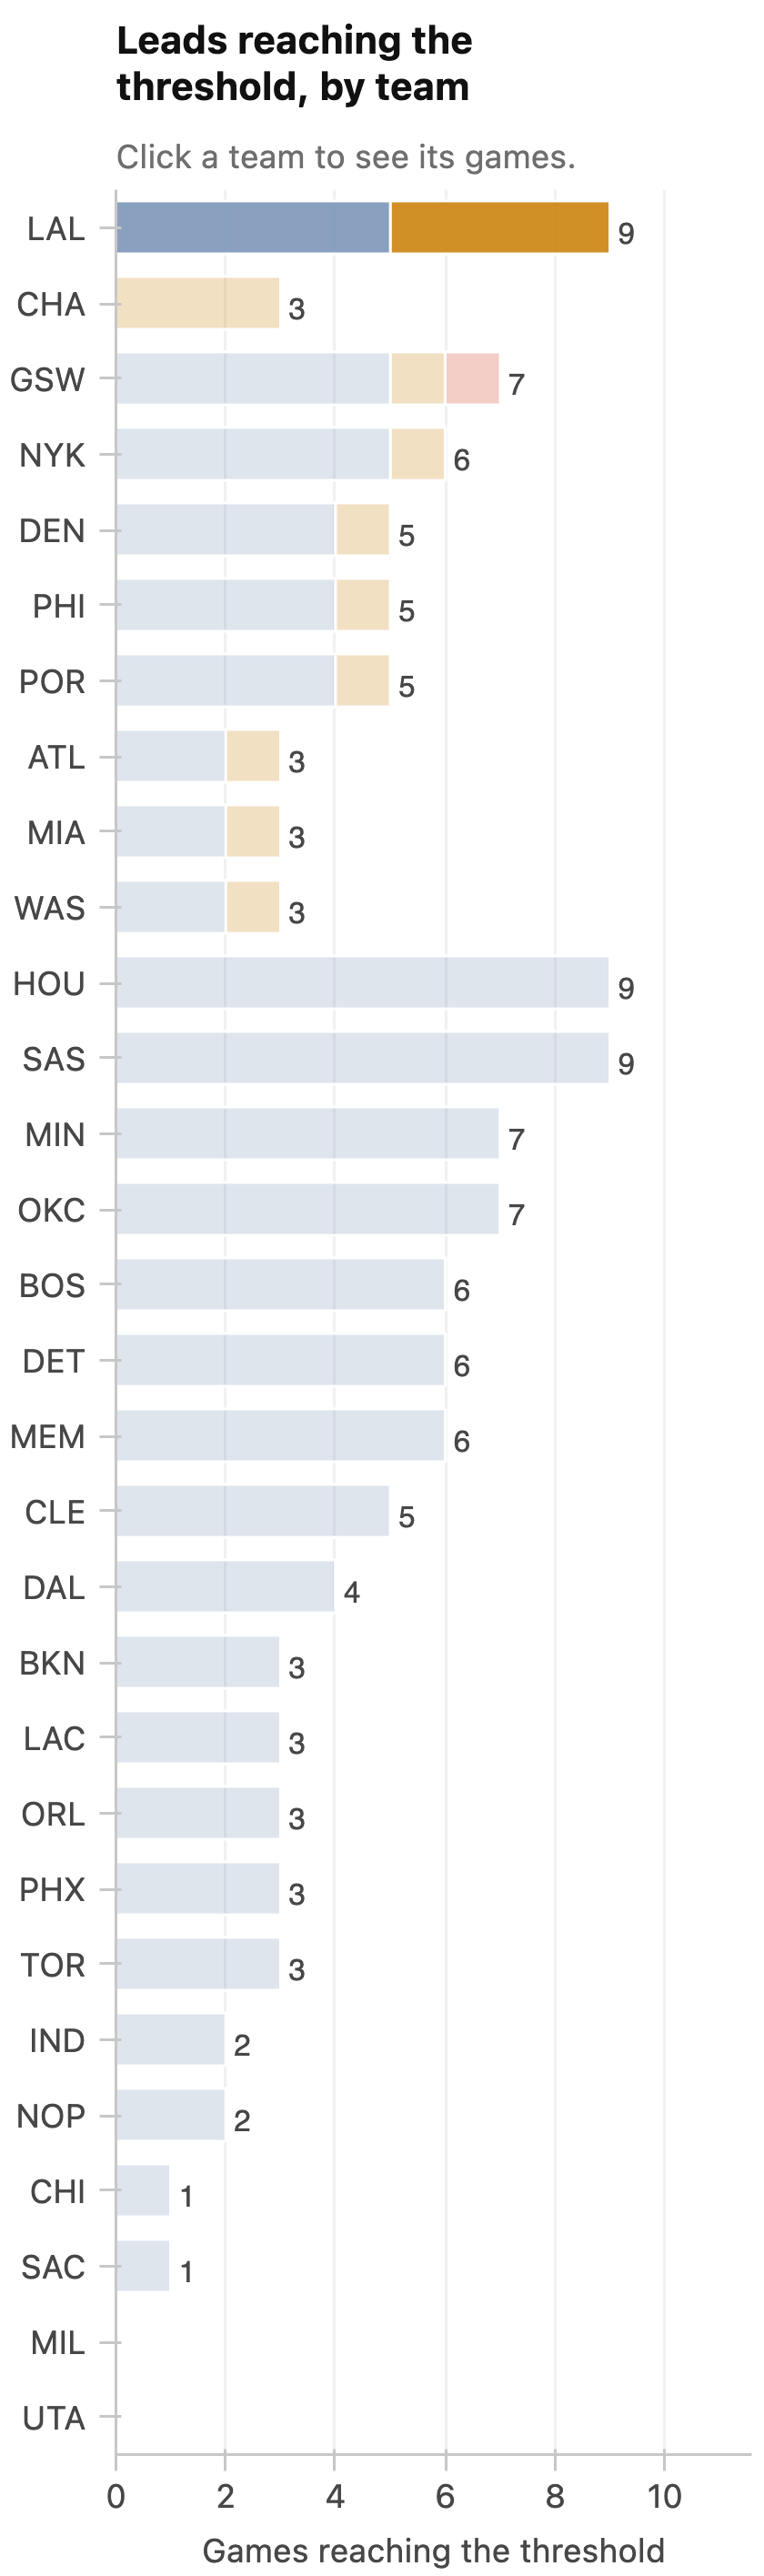 Leads reaching the
threshold, by team
Click a team to see its games.
LAL 9
CHA 3
GSW 7
NYK 6
DEN 5
PHI 5
POR 5
ATL 3
MIA 3
WAS 3
HOU 9
SAS 9
MIN 7
OKC 7
BOS 6
DET 6
MEM 6
CLE 5
DAL 4
BKN 3
LAC 3
ORL 3
PHX 3
TOR 3
IND 2
NOP 2
CHI 1
SAC 1
MIL
UTA
0 2 4 6 8 10
Games reaching the threshold